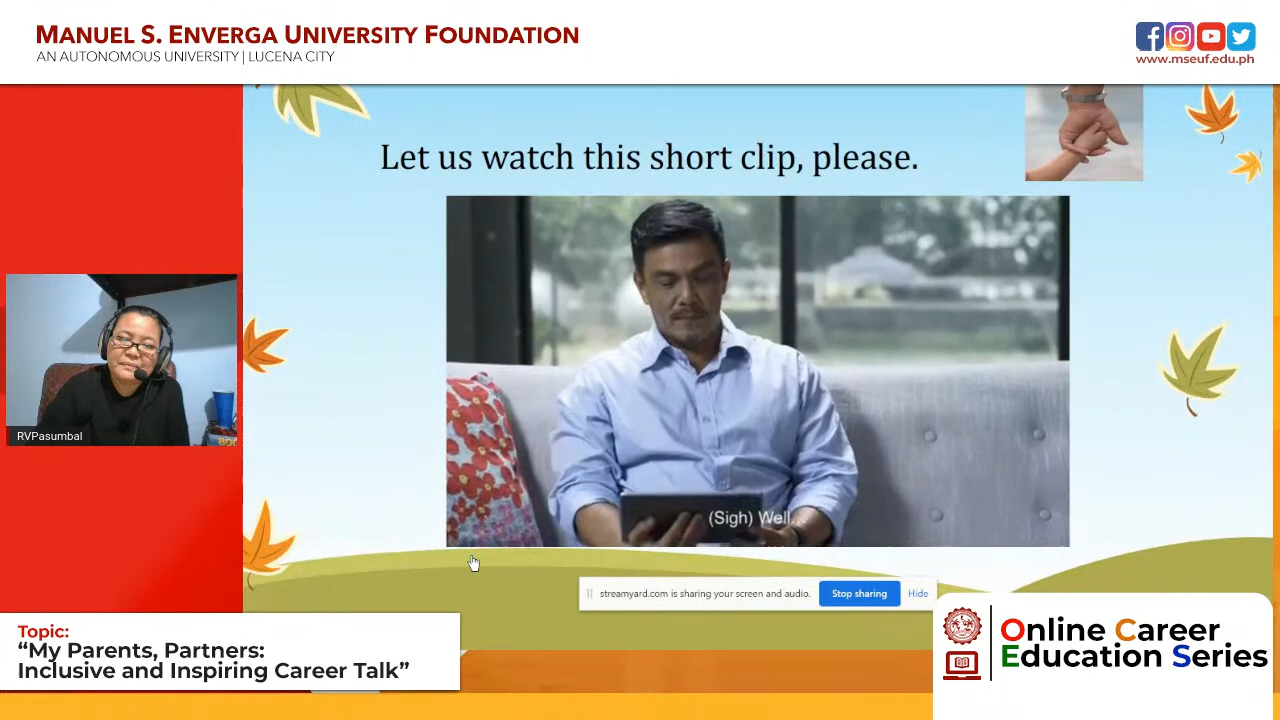 MANUEL S. ENVERGA UNIVERSITY FOUNDATION
AN AUTONOMOUS UNIVERSITY | LUCENA CITY
www.mseuf.edu.ph
Let us watch this short clip, please.
(Sigh) Well...
RVPasumbal
streamyard.com is sharing your screen and audio.
Stop sharing
Hide
Topic:
“My Parents, Partners:
Inclusive and Inspiring Career Talk”
Online Career
Education Series